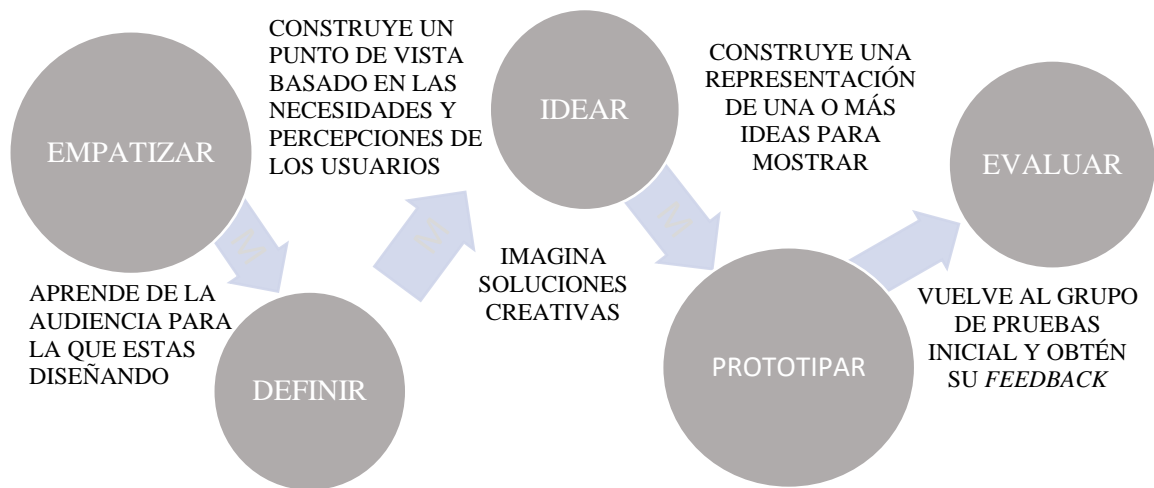 EMPATIZAR
APRENDE DE LA
AUDIENCIA PARA
LA QUE ESTAS
DISEÑANDO
CONSTRUYE UN
PUNTO DE VISTA
BASADO EN LAS
NECESIDADES Y
PERCEPCIONES DE
LOS USUARIOS
DEFINIR
IDEAR
IMAGINA
SOLUCIONES
CREATIVAS
CONSTRUYE UNA
REPRESENTACIÓN
DE UNA O MÁS
IDEAS PARA
MOSTRAR
PROTOTIPAR
EVALUAR
VUELVE AL GRUPO
DE PRUEBAS
INICIAL Y OBTÉN
SU FEEDBACK